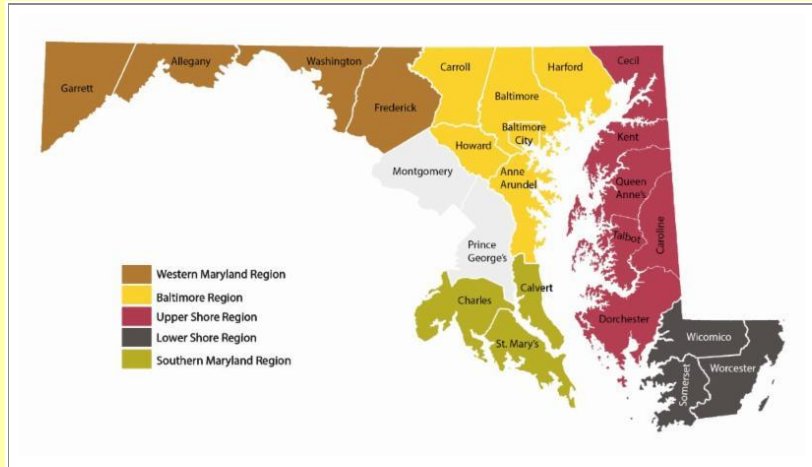 Garrett
Allegany
Washington
Frederick
Carroll
Baltimore
Harford
Cecil
Baltimore
City
Howard
Anne
Arundel
Montgomery
Prince
George's
Kent
Queen
Anne's
Talbot
Caroline
Dorchester
Calvert
Charles
St. Mary's
Wicomico
Somerset
Worcester
Western Maryland Region
Baltimore Region
Upper Shore Region
Lower Shore Region
Southern Maryland Region